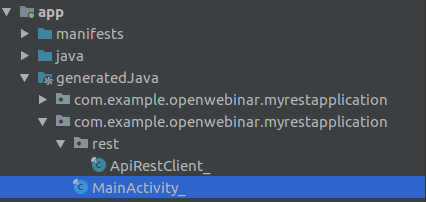 app
manifests
java
generatedJava
com.example.openwebinar.myrestapplication
com.example.openwebinar.myrestapplication
rest
ApiRestClient_
MainActivity_